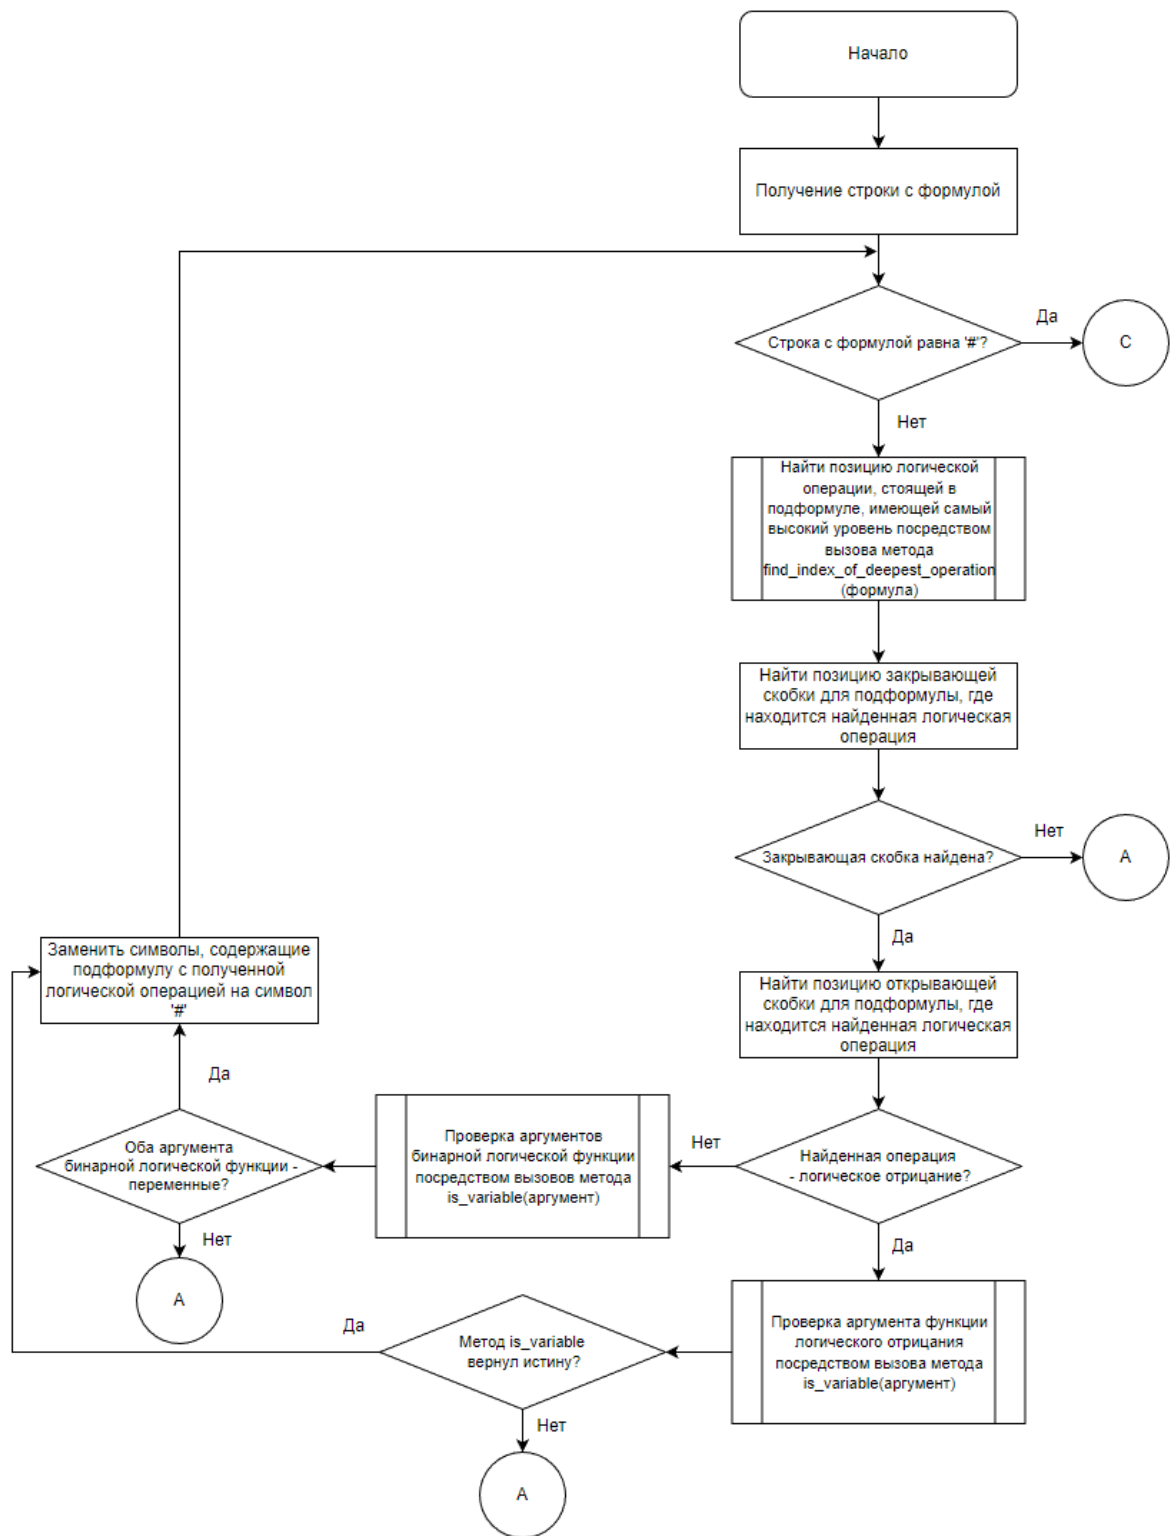 Начало
Получение строки с формулой
Строка с формулой равна '#'?
Да
C
Нет
Найти позицию логической
операции, стоящей в
подформуле, имеющей самый
высокий уровень посредством
вызова метода
find_index_of_deepest_operation
(формула)
Найти позицию закрывающей
скобки для подформулы, где
находится найденная логическая
операция
Закрывающая скобка найдена?
Нет
A
Да
Найти позицию открывающей
скобки для подформулы, где
находится найденная логическая
операция
Найденная операция
- логическое отрицание?
Нет
Проверка аргументов
бинарной логической функции
посредством вызовов метода
is_variable(аргумент)
Оба аргумента
бинарной логической функции -
переменные?
Да
Заменить символы, содержащие
подформулу с полученной
логической операцией на символ
'#'
Нет
A
Да
Проверка аргумента функции
логического отрицания
посредством вызова метода
is_variable(аргумент)
Метод is_variable
вернул истину?
Да
Нет
A